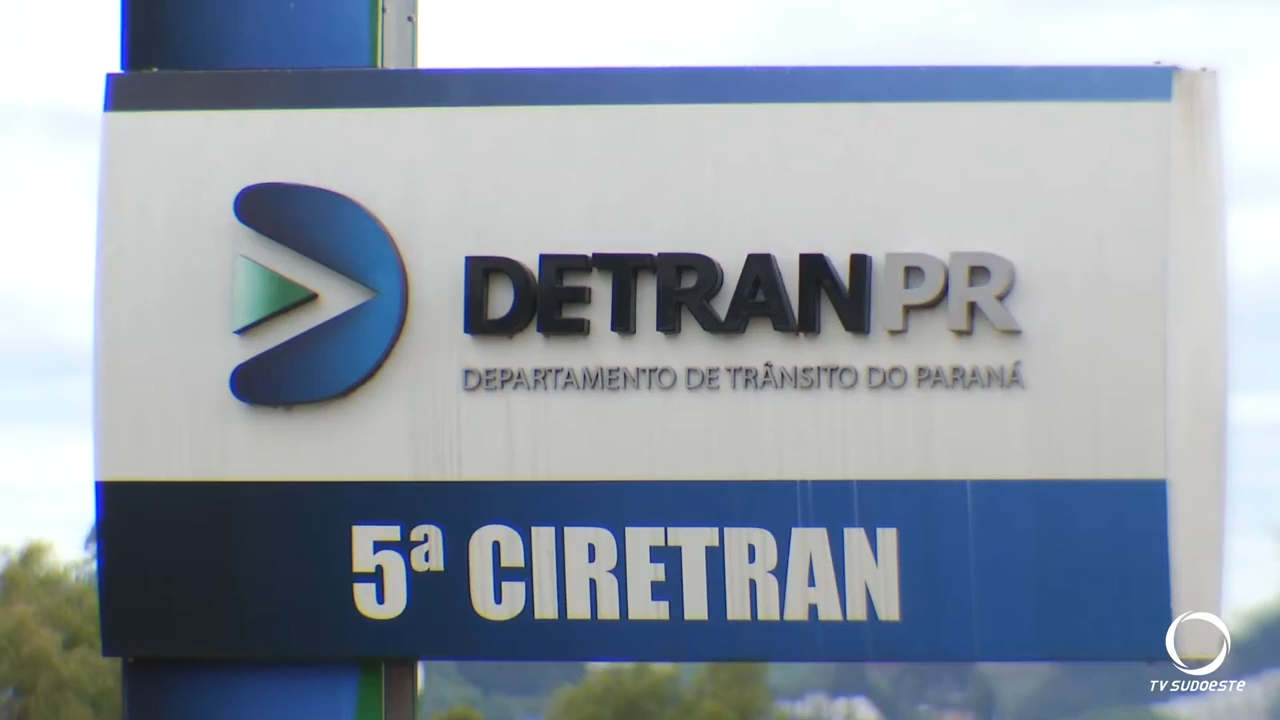 DETRANPR
DEPARTAMENTO DE TRÂNSITO DO PARANÁ
5ª CIRETRAN
TV SUDOESTE